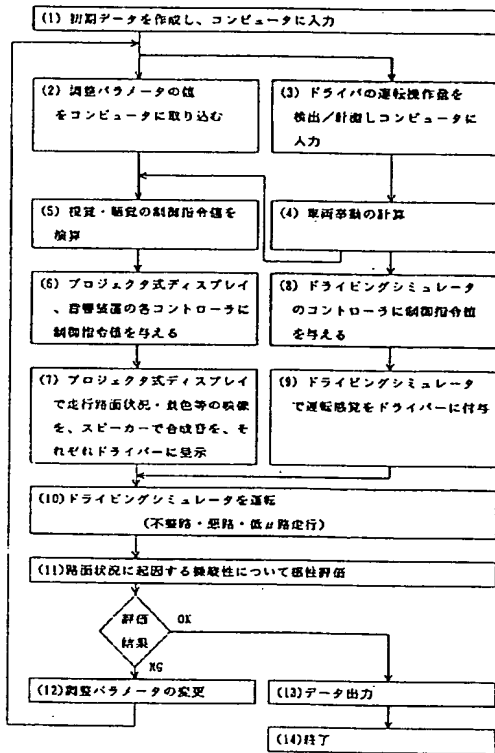 (1) 初期データを作成し、コンピュータに入力
(2) 調整パラメータの値
をコンピュータに取り込む
(3) ドライバの運転操作量を
検出/計測しコンピュータに
入力
(5) 視覚・聴覚の制御指令値を
演算
(4) 車両挙動の計算
(6) プロジェクタ式ディスプレイ
、音響装置の各コントローラに
制御指令値を与える
(8) ドライビングシミュレータ
のコントローラに制御指令値
を与える
(7) プロジェクタ式ディスプレイ
で走行路面状況・景色等の映像
を、スピーカーで合成音を、そ
れぞれドライバーに呈示
(9) ドライビングシミュレータ
で運転感覚をドライバーに付与
(10)ドライビングシミュレータを運転
(不整路・悪路・低μ路走行)
(11)路面状況に起因する操縦性について感性評価
評価
結果
OK
NG
(12)調整パラメータの変更
(13)データ出力
(14)終了